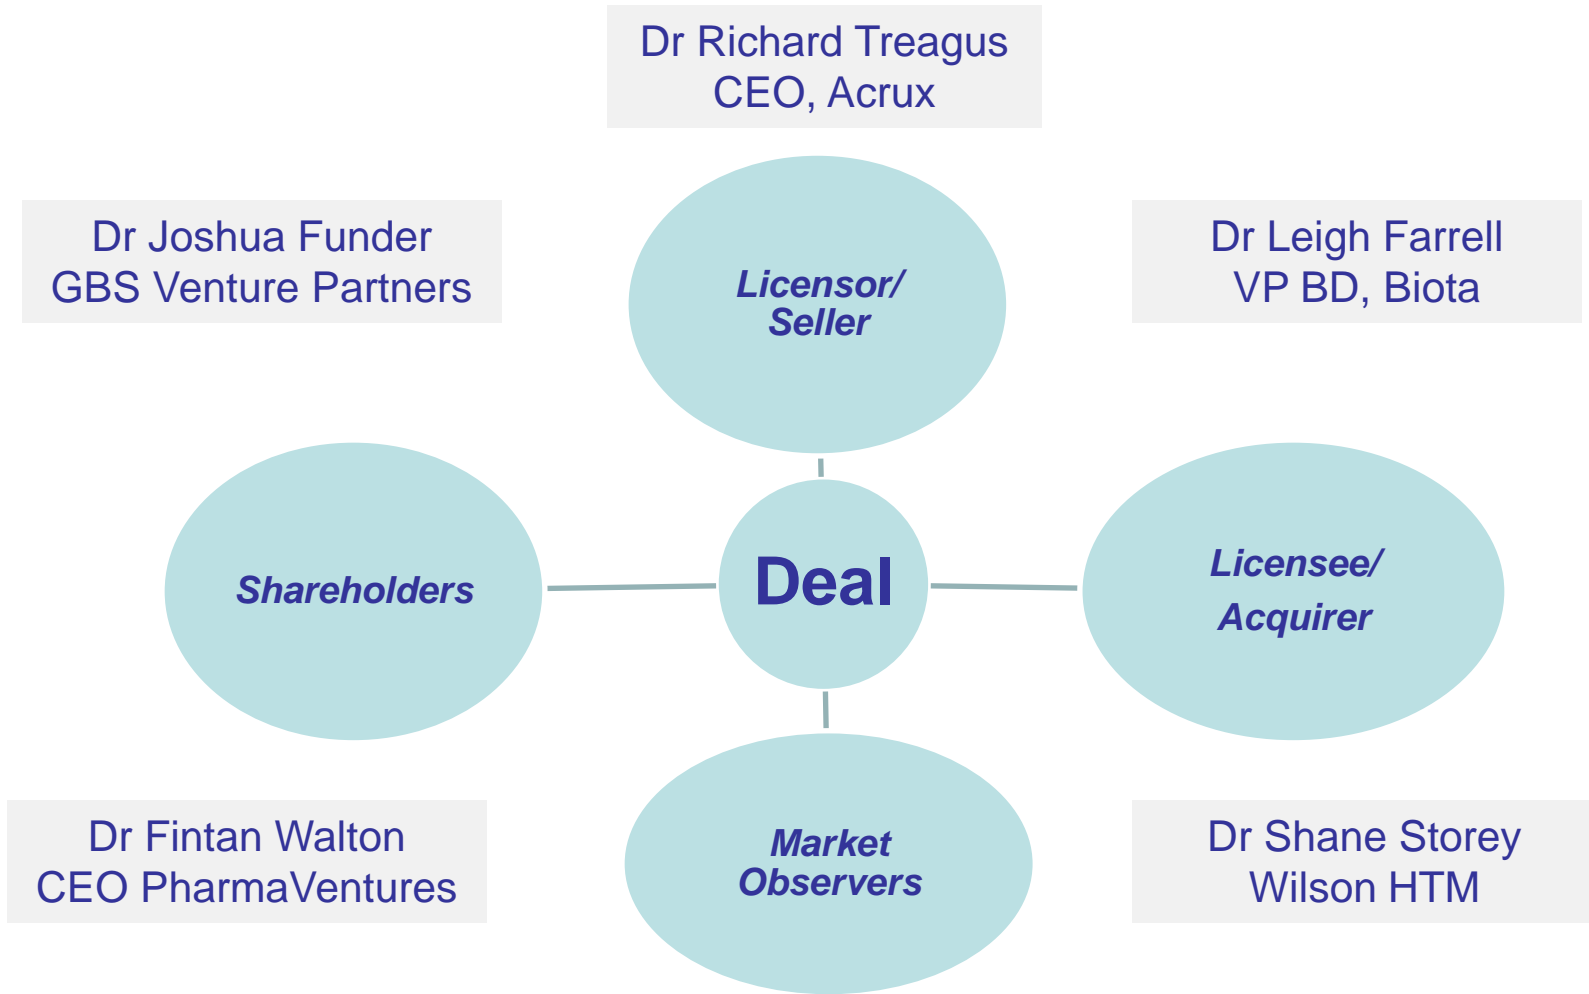 Dr Richard Treagus
CEO, Acrux
Dr Joshua Funder
GBS Venture Partners
Dr Leigh Farrell
VP BD, Biota
Licensor/
Seller
Shareholders
Deal
Licensee/
Acquirer
Market
Observers
Dr Fintan Walton
CEO PharmaVentures
Dr Shane Storey
Wilson HTM